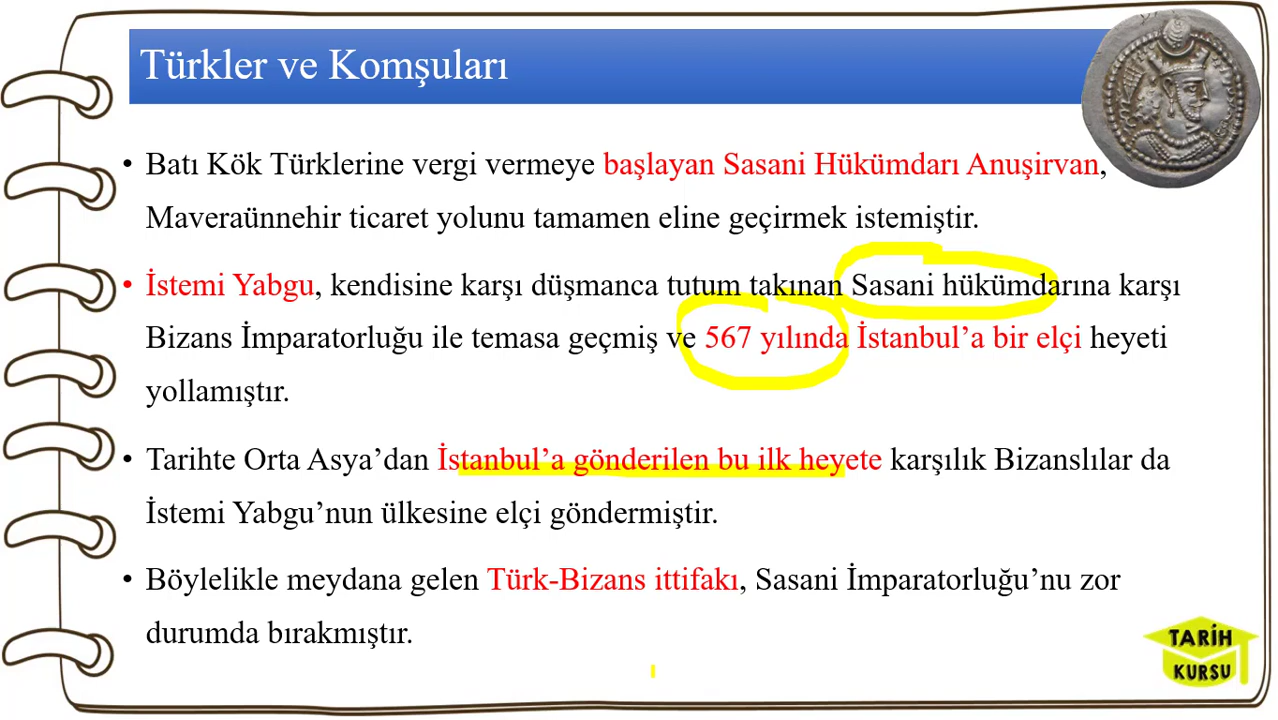 Türkler ve Komşuları
• Batı Kök Türklerine vergi vermeye başlayan Sasani Hükümdarı Anuşirvan,
Maveraünnehir ticaret yolunu tamamen eline geçirmek istemiştir.
• İstemi Yabgu, kendisine karşı düşmanca tutum takınan Sasani hükümdarına karşı
Bizans İmparatorluğu ile temasa geçmiş ve 567 yılında İstanbul’a bir elçi heyeti
yollamıştır.
• Tarihte Orta Asya’dan İstanbul’a gönderilen bu ilk heyete karşılık Bizanslılar da
İstemi Yabgu’nun ülkesine elçi göndermiştir.
• Böylelikle meydana gelen Türk-Bizans ittifakı, Sasani İmparatorluğu’nu zor
durumda bırakmıştır.
TARİH
KURSU